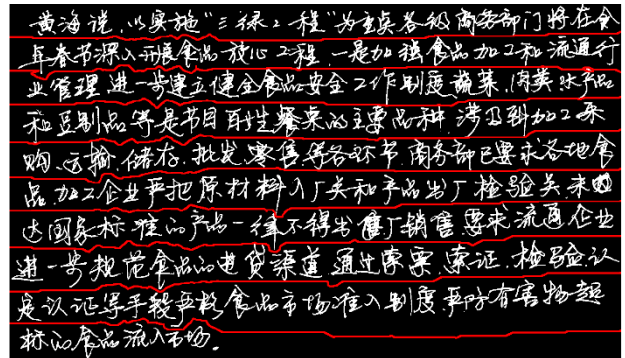 黄海说，以实施“三绿工程”为重点各级商务部门将在今
年春节深入开展食品放心工程，一是加强食品加工和流通行
业管理，进一步建立健全食品安全工作制度蔬菜，肉类水产品
和豆制品等是节日百姓餐桌的主要品种，涉及到加工采
购、运输、储存、批发、零售等各环节，商务部已要求各地食
品加工企业严把原材料入厂关和产品出厂检验关，未
达国家标准的产品一律不得出厂销售要求流通企业
进一步规范食品的进货渠道，通过索票、索证、检验认
是认证等手段严格食品市场准入制度，严防有害物超
标的食品流入市场。